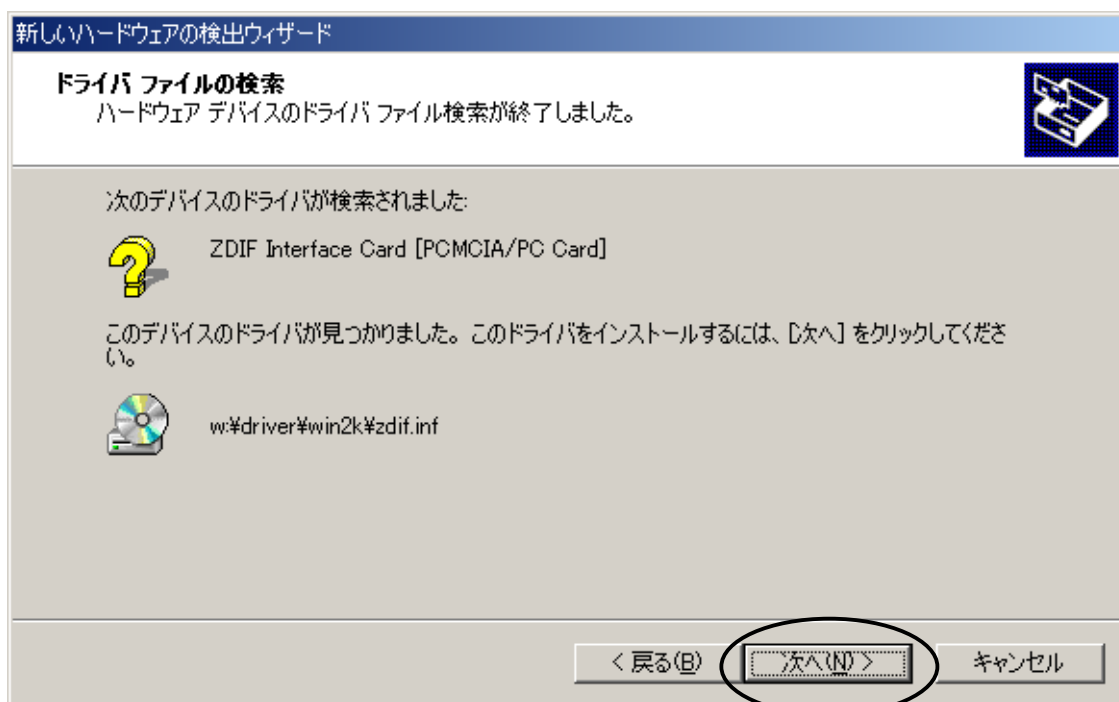 新しいハードウェアの検出ウィザード
ドライバ ファイルの検索
ハードウェア デバイスのドライバ ファイル検索が終了しました。
次のデバイスのドライバが検索されました:
ZDIF Interface Card [PCMCIA/PC Card]
このデバイスのドライバが見つかりました。このドライバをインストールするには、[次へ] をクリックしてくださ
い。
w:¥driver¥win2k¥zdif.inf
< 戻る(B)
次へ(N) >
キャンセル